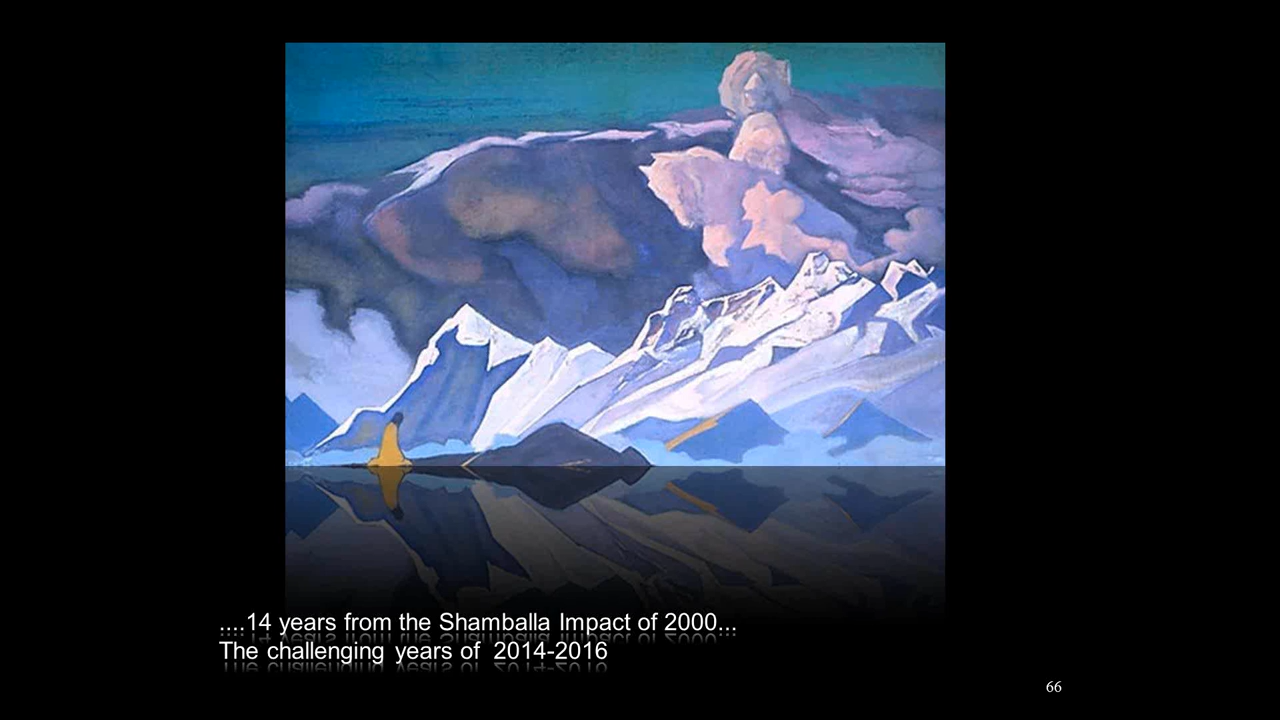 ....14 years from the Shamballa Impact of 2000...
The challenging years of 2014-2016
66